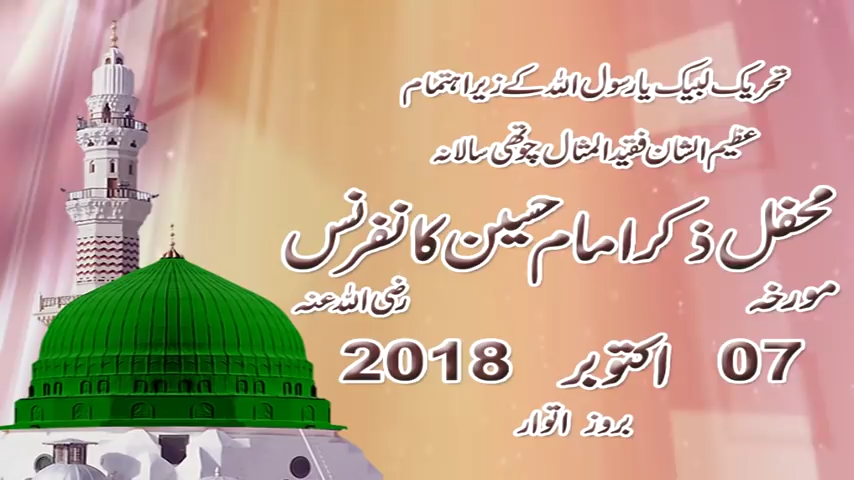 تحریک لبیک یا رسول اللہ کے زیر اہتمام
عظیم الشان فقید المثال چوتھی سالانہ
محفل ذکر امام حسین کانفرنس
رضی اللہ عنہ
مورخہ
07 اکتوبر 2018
بروز اتوار